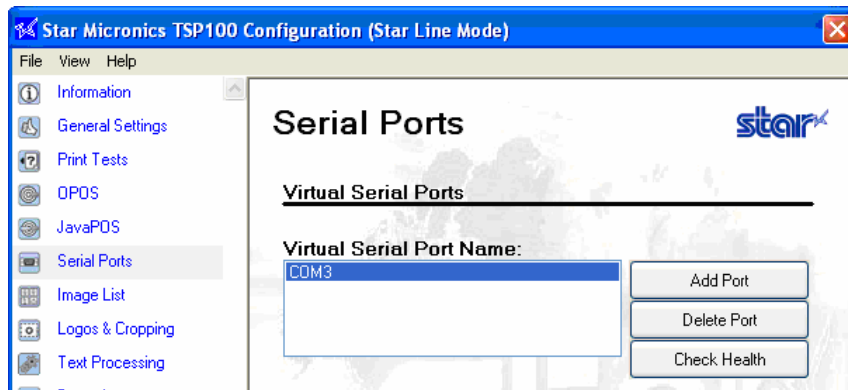 Star Micronics TSP100 Configuration (Star Line Mode)
File View Help
Information
General Settings
Print Tests
OPOS
JavaPOS
Serial Ports
Image List
Logos & Cropping
Text Processing
Serial Ports
star
Virtual Serial Ports
Virtual Serial Port Name:
COM3
Add Port
Delete Port
Check Health